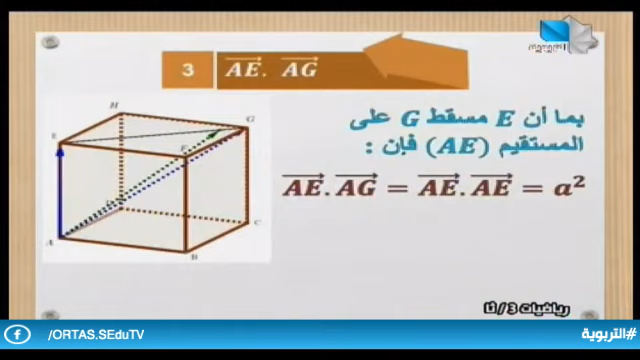 3
AE. AG
بما أن E مسقط G على
المستقيم (AE) فإن :
AE.AG = AE.AE = a²
H
E
G
F
A
B
C
رياضيات 3/ ثا
/ORTAS.SEduTV
#التربوية